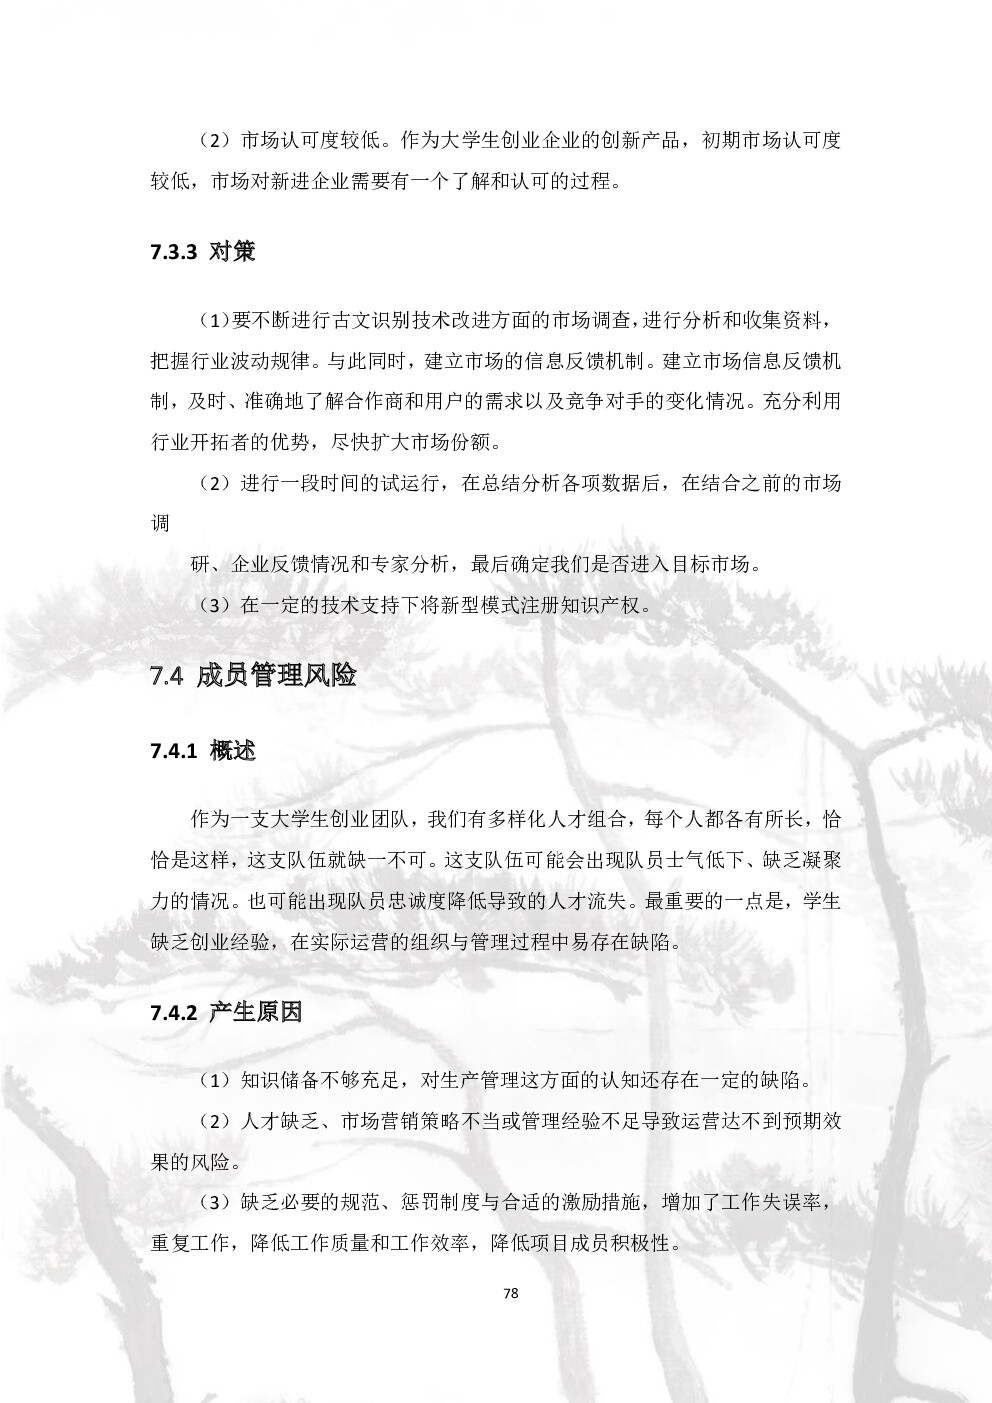 （2）市场认可度较低。作为大学生创业企业的创新产品，初期市场认可度
较低，市场对新进企业需要有一个了解和认可的过程。
7.3.3 对策
（1）要不断进行古文识别技术改进方面的市场调查，进行分析和收集资料，
把握行业波动规律。与此同时，建立市场的信息反馈机制。建立市场信息反馈机
制，及时、准确地了解合作商和用户的需求以及竞争对手的变化情况。充分利用
行业开拓者的优势，尽快扩大市场份额。
（2）进行一段时间的试运行，在总结分析各项数据后，在结合之前的市场
调
研、企业反馈情况和专家分析，最后确定我们是否进入目标市场。
（3）在一定的技术支持下将新型模式注册知识产权。
7.4 成员管理风险
7.4.1 概述
作为一支大学生创业团队，我们有多样化人才组合，每个人都各有所长，恰
恰是这样，这支队伍就缺一不可。这支队伍可能会出现队员士气低下、缺乏凝聚
力的情况。也可能出现队员忠诚度降低导致的人才流失。最重要的一点是，学生
缺乏创业经验，在实际运营的组织与管理过程中易存在缺陷。
7.4.2 产生原因
（1）知识储备不够充足，对生产管理这方面的认知还存在一定的缺陷。
（2）人才缺乏、市场营销策略不当或管理经验不足导致运营达不到预期效
果的风险。
（3）缺乏必要的规范、惩罚制度与合适的激励措施，增加了工作失误率，
重复工作，降低工作质量和工作效率，降低项目成员积极性。
78